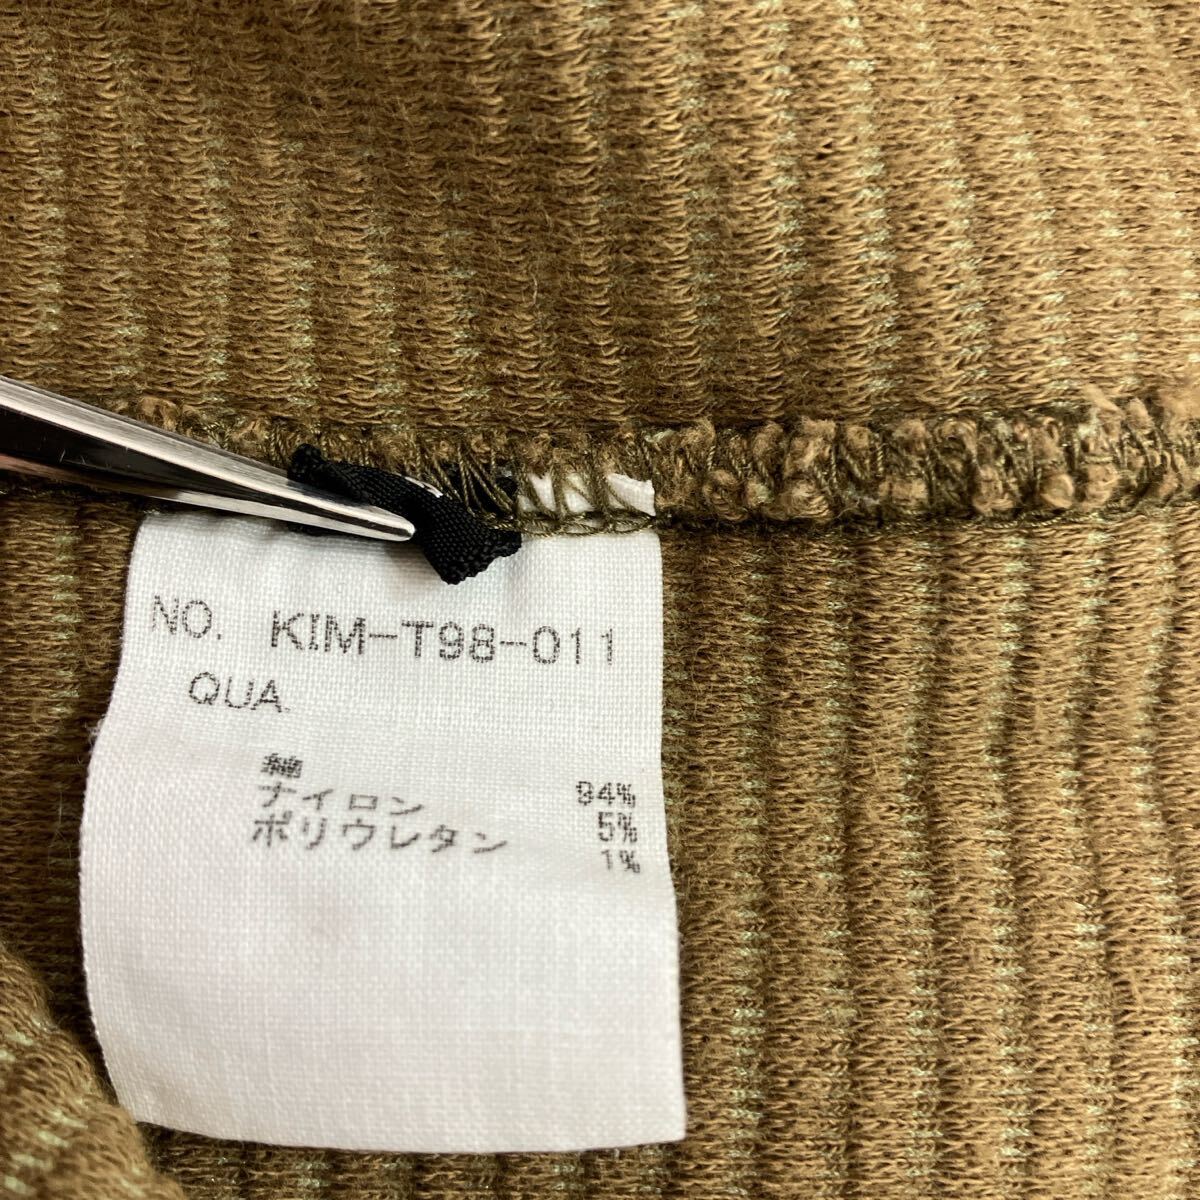 NO. KIM-T98-011
QUA.
綿 94%
ナイロン 5%
ポリウレタン 1%